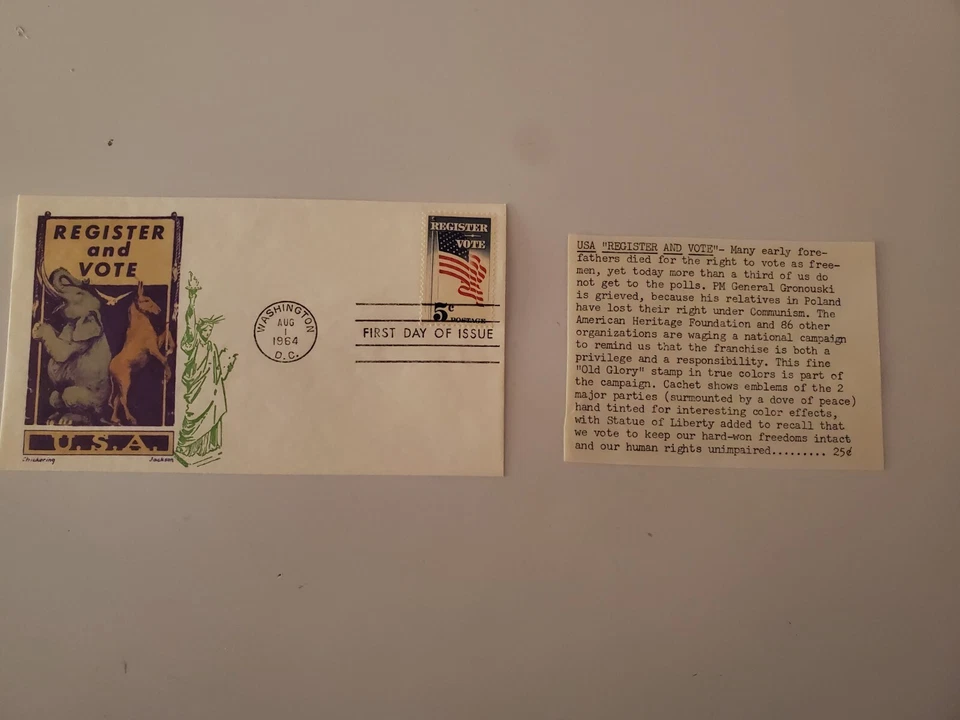 REGISTER
and
VOTE
U.S.A.
Chickering Jackson
WASHINGTON
AUG
1
1964
D.C.
REGISTER
VOTE
5c
POSTAGE
FIRST DAY OF ISSUE
USA "REGISTER AND VOTE"- Many early fore-
fathers died for the right to vote as free-
men, yet today more than a third of us do
not get to the polls. PM General Gronouski
is grieved, because his relatives in Poland
have lost their right under Communism. The
American Heritage Foundation and 86 other
organizations are waging a national campaign
to remind us that the franchise is both a
privilege and a responsibility. This fine
"Old Glory" stamp in true colors is part of
the campaign. Cachet shows emblems of the 2
major parties (surmounted by a dove of peace)
hand tinted for interesting color effects,
with Statue of Liberty added to recall that
we vote to keep our hard-won freedoms intact
and our human rights unimpaired......... 25¢